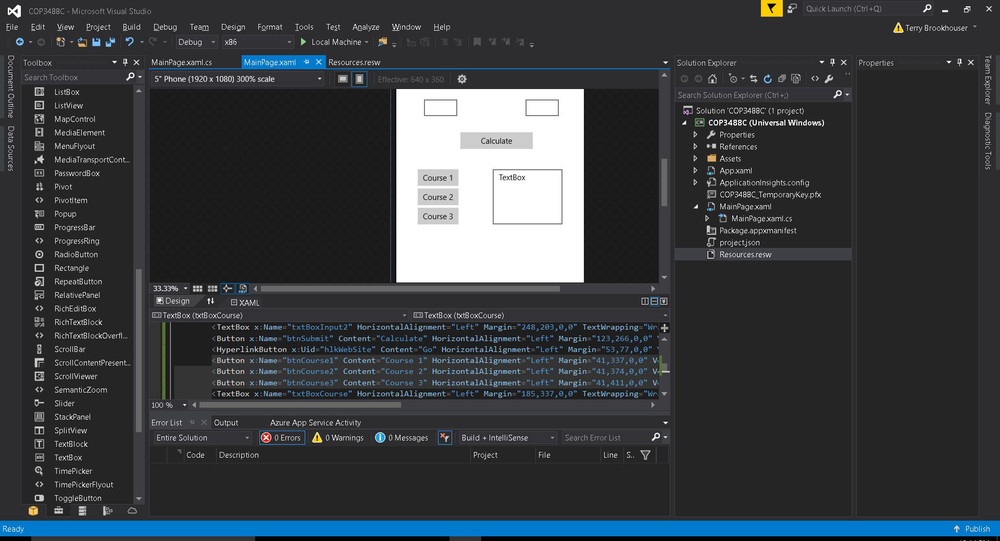 COP3488C - Microsoft Visual Studio
Quick Launch (Ctrl+Q)
File Edit View Project Build Debug Team Design Format Tools Test Analyze Window Help
Terry Brookhouser
Debug x86 Local Machine
Document Outline
Data Sources
Toolbox
Search Toolbox
ListBox
ListView
MapControl
MediaElement
MenuFlyout
MediaTransportCont...
PasswordBox
Pivot
PivotItem
Popup
ProgressBar
ProgressRing
RadioButton
Rectangle
RepeatButton
RelativePanel
RichEditBox
RichTextBlock
RichTextBlockOverfl...
ScrollBar
ScrollContentPresent...
ScrollViewer
SemanticZoom
Slider
StackPanel
SplitView
TextBlock
TextBox
TimePicker
TimePickerFlyout
ToggleButton
MainPage.xaml.cs MainPage.xaml Resources.resw
5" Phone (1920 x 1080) 300% scale Effective: 640 x 360
Calculate
Course 1
Course 2
Course 3
TextBox
33.33%
Design XAML
TextBox (txtBoxCourse) TextBox (txtBoxCourse)
<TextBox x:Name="txtBoxInput2" HorizontalAlignment="Left" Margin="248,203,0,0" TextWrapping="Wr
<Button x:Name="btnSubmit" Content="Calculate" HorizontalAlignment="Left" Margin="123,266,0,0" V
<HyperlinkButton x:Uid="hlkWebSite" Content="Go" HorizontalAlignment="Left" Margin="53,77,0,0" V
<Button x:Name="btnCourse1" Content="Course 1" HorizontalAlignment="Left" Margin="41,337,0,0" Ve
<Button x:Name="btnCourse2" Content="Course 2" HorizontalAlignment="Left" Margin="41,374,0,0" Ve
<Button x:Name="btnCourse3" Content="Course 3" HorizontalAlignment="Left" Margin="41,411,0,0" Ve
<TextBox x:Name="txtBoxCourse" HorizontalAlignment="Left" Margin="185,337,0,0" TextWrapping="Wr
100 %
Error List Output Azure App Service Activity
Entire Solution 0 Errors 0 Warnings 0 Messages Build + IntelliSense Search Error List
Code Description Project File Line S..
Solution Explorer
Search Solution Explorer (Ctrl+;)
Solution 'COP3488C' (1 project)
COP3488C (Universal Windows)
Properties
References
Assets
App.xaml
ApplicationInsights.config
COP3488C_TemporaryKey.pfx
MainPage.xaml
MainPage.xaml.cs
Package.appxmanifest
project.json
Resources.resw
Properties
Team Explorer
Diagnostic Tools
Ready
Publish